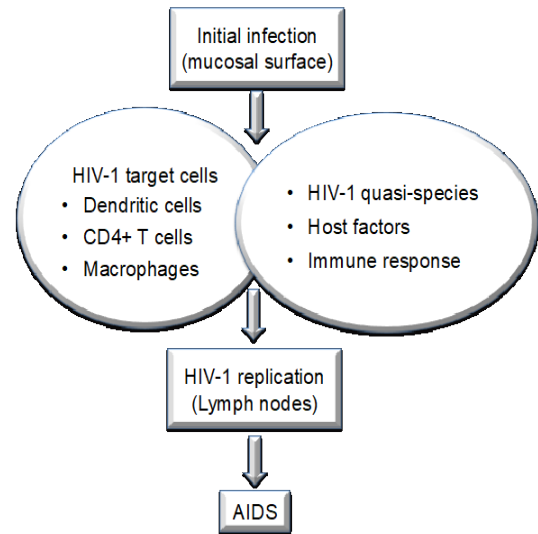 Initial infection
(mucosal surface)
HIV-1 target cells
• Dendritic cells
• CD4+ T cells
• Macrophages
• HIV-1 quasi-species
• Host factors
• Immune response
HIV-1 replication
(Lymph nodes)
AIDS